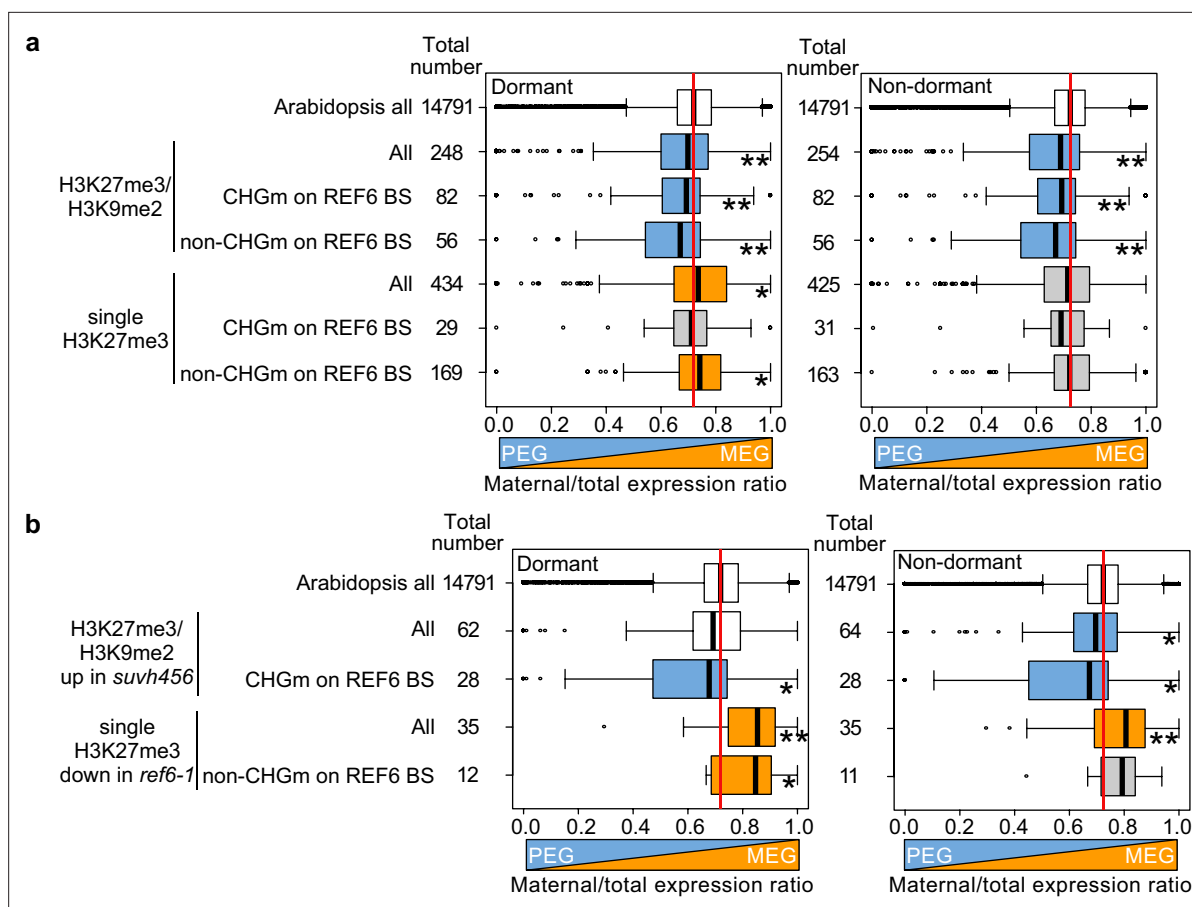 a
Total number
Total number
Dormant
Non-dormant
Arabidopsis all 14791
14791
H3K27me3/
H3K9me2
All 248
254
CHGm on REF6 BS 82
82
non-CHGm on REF6 BS 56
56
single
H3K27me3
All 434
425
CHGm on REF6 BS 29
31
non-CHGm on REF6 BS 169
163
** ** ** * *
** ** **
0.0 0.2 0.4 0.6 0.8 1.0
0.0 0.2 0.4 0.6 0.8 1.0
PEG MEG
PEG MEG
Maternal/total expression ratio
Maternal/total expression ratio
b
Total number
Total number
Dormant
Non-dormant
Arabidopsis all 14791
14791
H3K27me3/
H3K9me2
up in suvh456
All 62
64
CHGm on REF6 BS 28
28
single
H3K27me3
down in ref6-1
All 35
35
non-CHGm on REF6 BS 12
11
* ** *
* * **
0.0 0.2 0.4 0.6 0.8 1.0
0.0 0.2 0.4 0.6 0.8 1.0
PEG MEG
PEG MEG
Maternal/total expression ratio
Maternal/total expression ratio